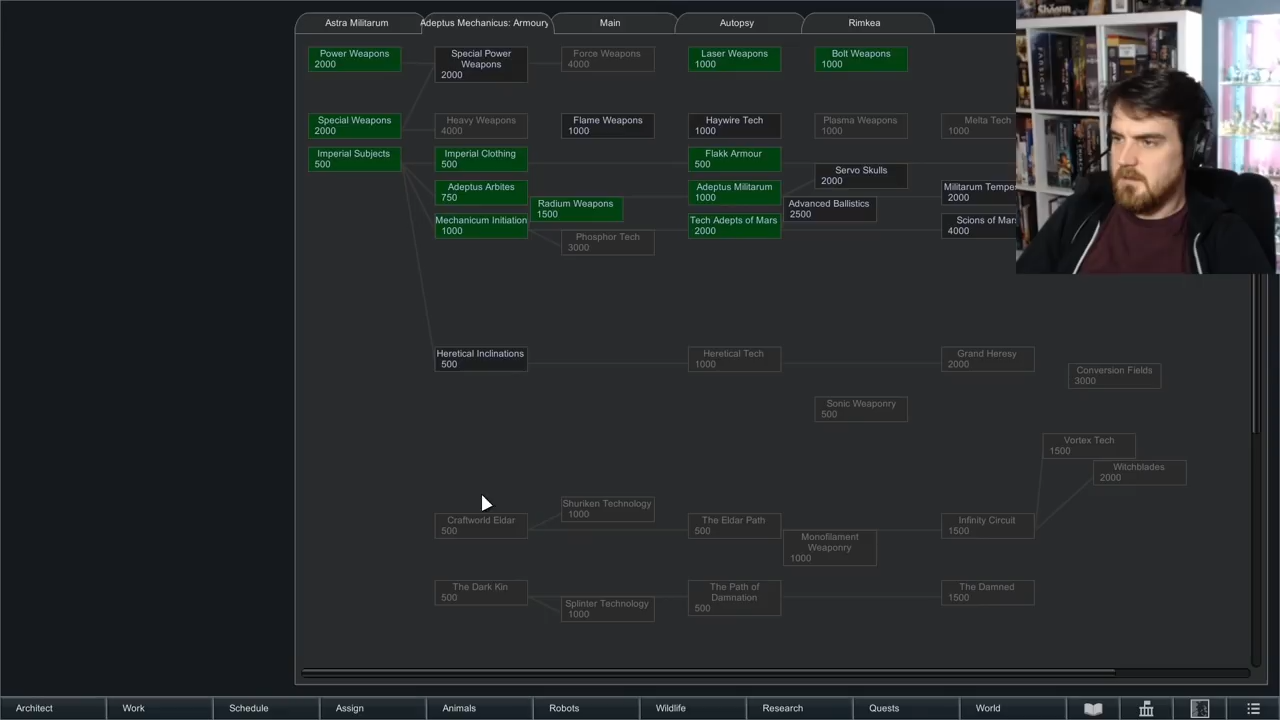 Astra Militarum
Adeptus Mechanicus: Armoury
Main
Autopsy
Rimkea
Power Weapons
2000
Special Power
Weapons
2000
Force Weapons
4000
Laser Weapons
1000
Bolt Weapons
1000
Special Weapons
2000
Heavy Weapons
4000
Flame Weapons
1000
Haywire Tech
1000
Plasma Weapons
1000
Melta Tech
1000
Imperial Subjects
500
Imperial Clothing
500
Flakk Armour
500
Servo Skulls
2000
Adeptus Arbites
750
Adeptus Militarum
1000
Militarum
2000
Radium Weapons
1500
Advanced Ballistics
2500
Mechanicum Initiation
1000
Tech Adepts of Mars
2000
Scions of
4000
Phosphor Tech
3000
Heretical Inclinations
500
Heretical Tech
1000
Grand Heresy
2000
Conversion Fields
3000
Sonic Weaponry
500
Vortex Tech
1500
Witchblades
2000
Shuriken Technology
1000
Craftworld Eldar
500
The Eldar Path
500
Infinity Circuit
1500
Monofilament
Weaponry
1000
The Dark Kin
500
Splinter Technology
1000
The Path of
Damnation
500
The Damned
1500
Architect
Work
Schedule
Assign
Animals
Robots
Wildlife
Research
Quests
World